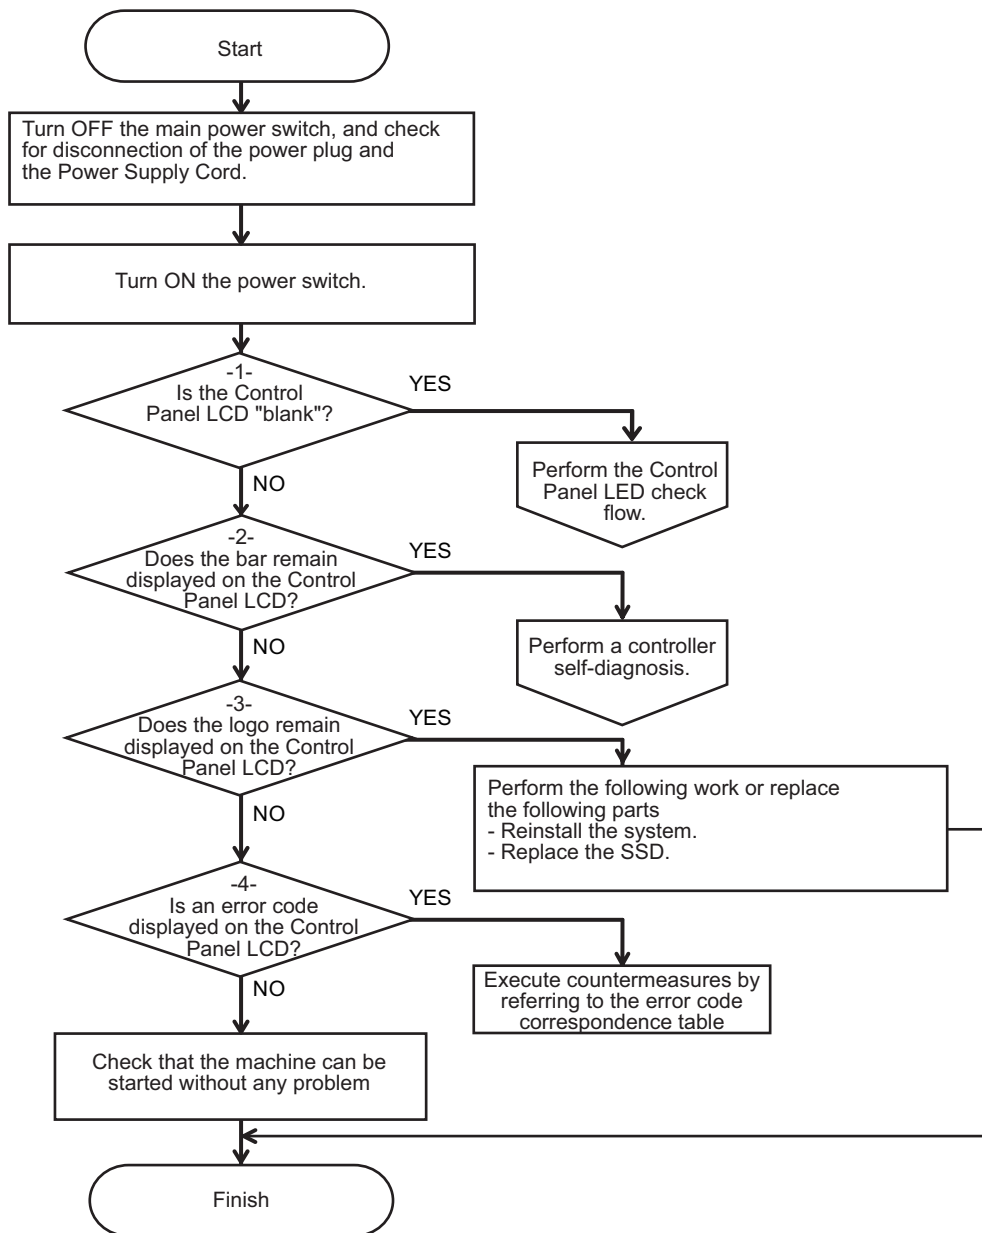 Start
Turn OFF the main power switch, and check
for disconnection of the power plug and
the Power Supply Cord.
Turn ON the power switch.
-1-
Is the Control
Panel LCD "blank"?
YES
Perform the Control
Panel LED check
flow.
NO
-2-
Does the bar remain
displayed on the Control
Panel LCD?
YES
Perform a controller
self-diagnosis.
NO
-3-
Does the logo remain
displayed on the Control
Panel LCD?
YES
Perform the following work or replace
the following parts
- Reinstall the system.
- Replace the SSD.
NO
-4-
Is an error code
displayed on the Control
Panel LCD?
YES
Execute countermeasures by
referring to the error code
correspondence table
NO
Check that the machine can be
started without any problem
Finish